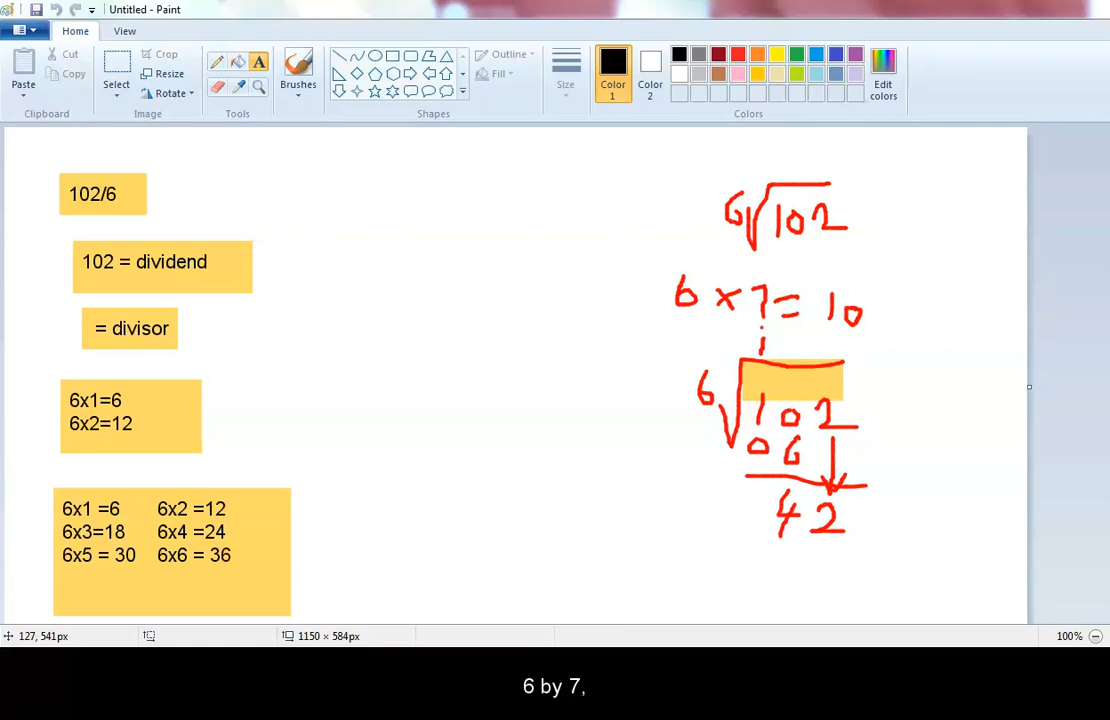 Untitled - Paint
Home View
Paste
Cut
Copy
Clipboard
Select
Crop
Resize
Rotate
Image
Tools
Brushes
Shapes
Outline
Fill
Size
Color 1
Color 2
Edit colors
Colors
102/6
102 = dividend
= divisor
6x1=6
6x2=12
6x1 =6 6x2 =12
6x3=18 6x4 =24
6x5 = 30 6x6 = 36
6√102
6 x ? = 10
6√102
06
42
127, 541px
1150 × 584px
100%
6 by 7,